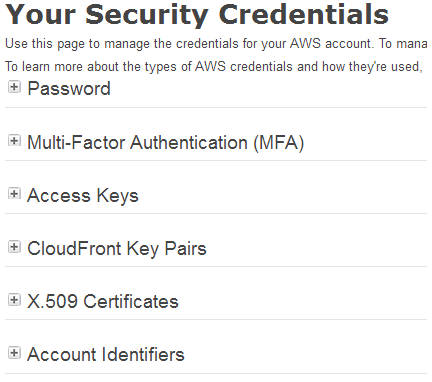 Your Security Credentials
Use this page to manage the credentials for your AWS account. To mana
To learn more about the types of AWS credentials and how they're used,
Password
Multi-Factor Authentication (MFA)
Access Keys
CloudFront Key Pairs
X.509 Certificates
Account Identifiers